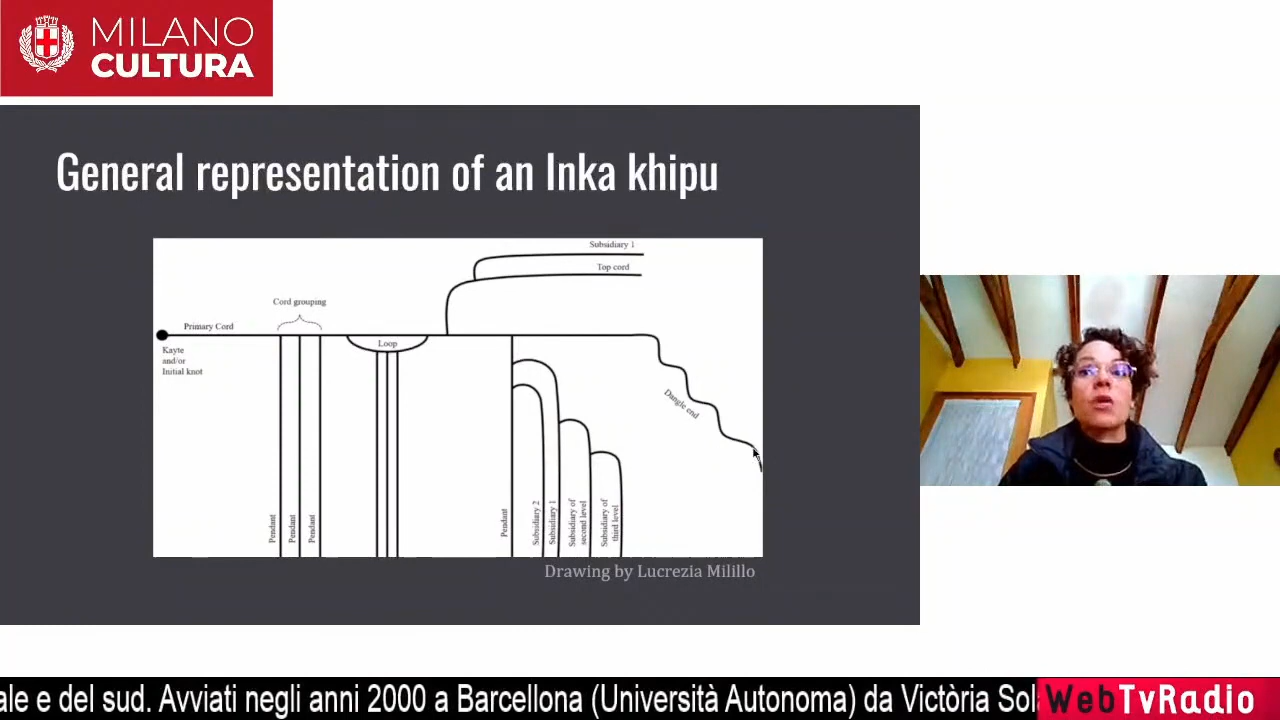 MILANO
CULTURA
General representation of an Inka khipu
Subsidiary 1
Top cord
Cord grouping
Primary Cord
Loop
Kayte
and/or
Initial knot
Dangle end
Pendant
Pendant
Pendant
Pendant
Subsidiary 2
Subsidiary 1
Subsidiary of
second level
Subsidiary of
third level
Drawing by Lucrezia Milillo
ale e del sud. Avviati negli anni 2000 a Barcellona (Università Autonoma) da Victòria Sol
WebTvRadio